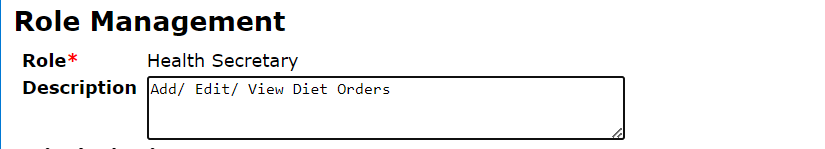 Role Management
Role* Health Secretary
Description Add/ Edit/ View Diet Orders